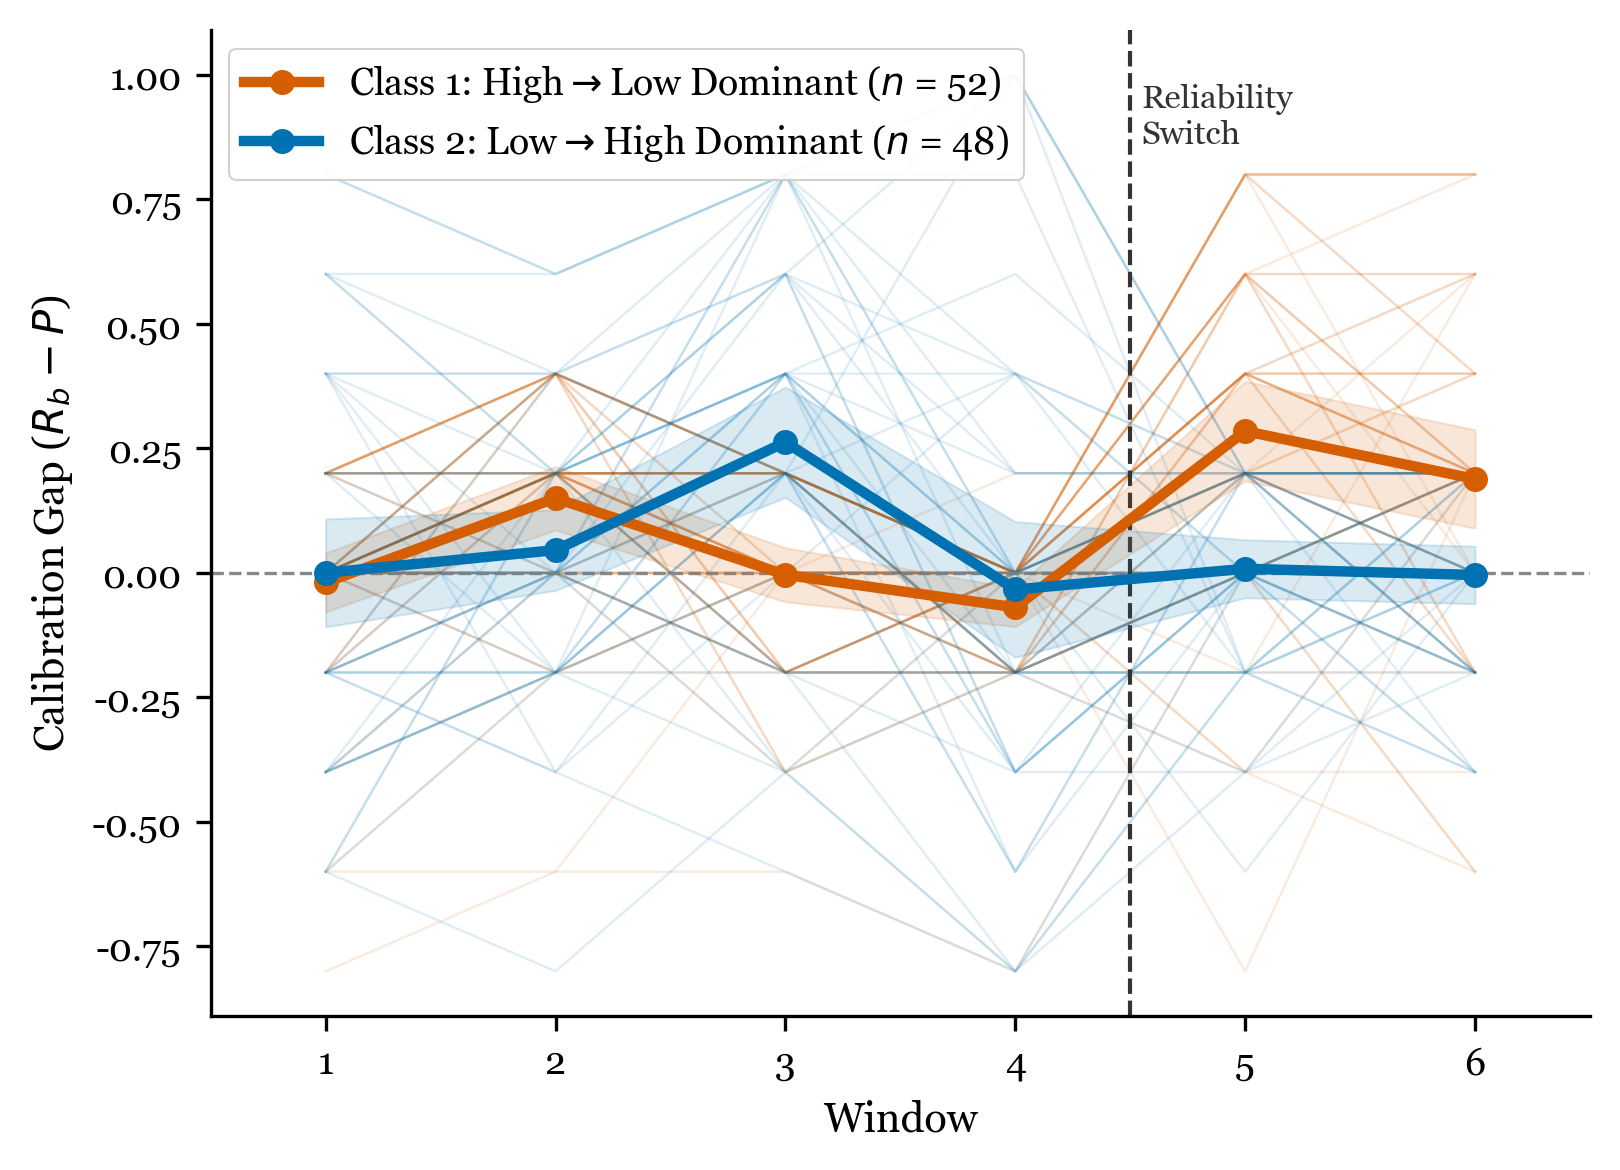 Class 1: High → Low Dominant (n = 52)
Class 2: Low → High Dominant (n = 48)
Reliability
Switch
Calibration Gap (R_b − P)
1.00
0.75
0.50
0.25
0.00
-0.25
-0.50
-0.75
1 2 3 4 5 6
Window